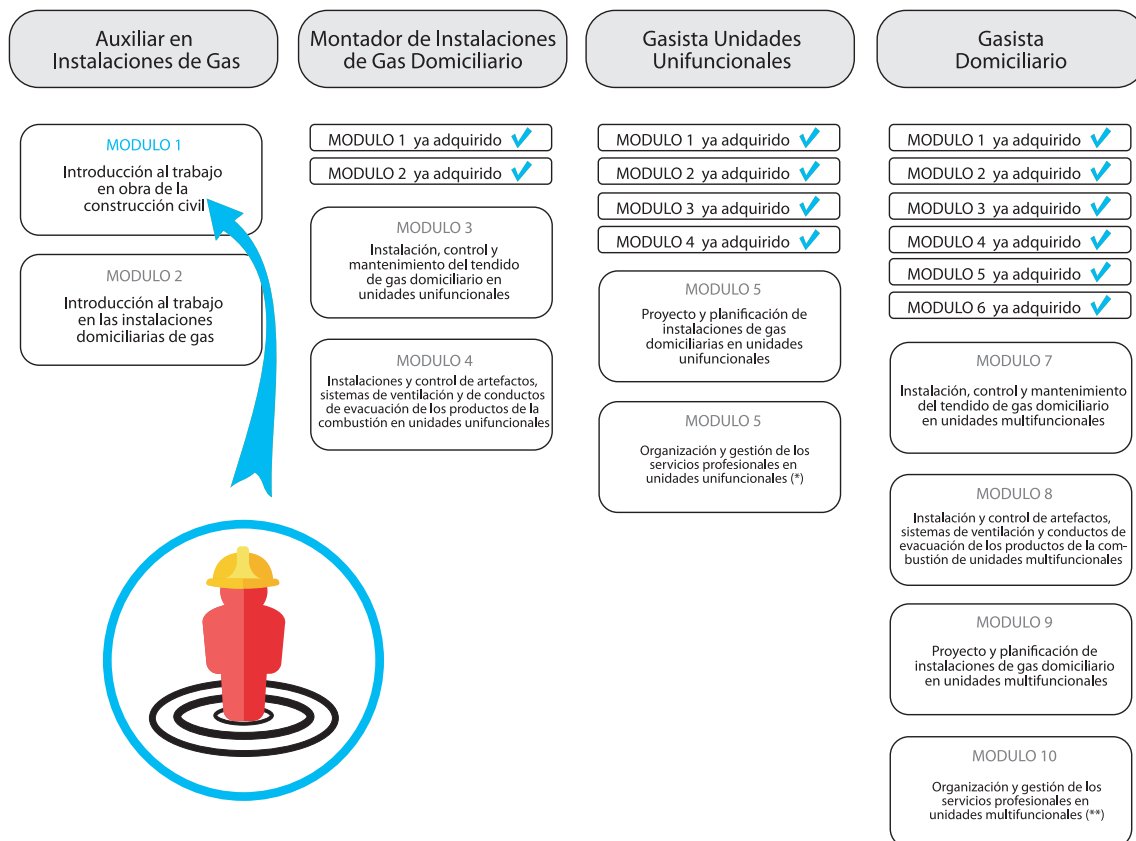 Auxiliar en
Instalaciones de Gas
MODULO 1
Introducción al trabajo
en obra de la
construcción civil
MODULO 2
Introducción al trabajo
en las instalaciones
domiciliarias de gas
Montador de Instalaciones
de Gas Domiciliario
MODULO 1 ya adquirido
MODULO 2 ya adquirido
MODULO 3
Instalación, control y
mantenimiento del tendido
de gas domiciliario en
unidades unifuncionales
MODULO 4
Instalaciones y control de artefactos,
sistemas de ventilación y de conductos
de evacuación de los productos de la
combustión en unidades unifuncionales
Gasista Unidades
Unifuncionales
MODULO 1 ya adquirido
MODULO 2 ya adquirido
MODULO 3 ya adquirido
MODULO 4 ya adquirido
MODULO 5
Proyecto y planificación de
instalaciones de gas
domiciliarias en unidades
unifuncionales
MODULO 5
Organización y gestión de los
servicios profesionales en
unidades unifuncionales (*)
Gasista
Domiciliario
MODULO 1 ya adquirido
MODULO 2 ya adquirido
MODULO 3 ya adquirido
MODULO 4 ya adquirido
MODULO 5 ya adquirido
MODULO 6 ya adquirido
MODULO 7
Instalación, control y mantenimiento
del tendido de gas domiciliario
en unidades multifuncionales
MODULO 8
Instalación y control de artefactos,
sistemas de ventilación y conductos de
evacuación de los productos de la com-
bustión de unidades multifuncionales
MODULO 9
Proyecto y planificación de
instalaciones de gas domiciliario
en unidades multifuncionales
MODULO 10
Organización y gestión de los
servicios profesionales en
unidades multifuncionales (**)